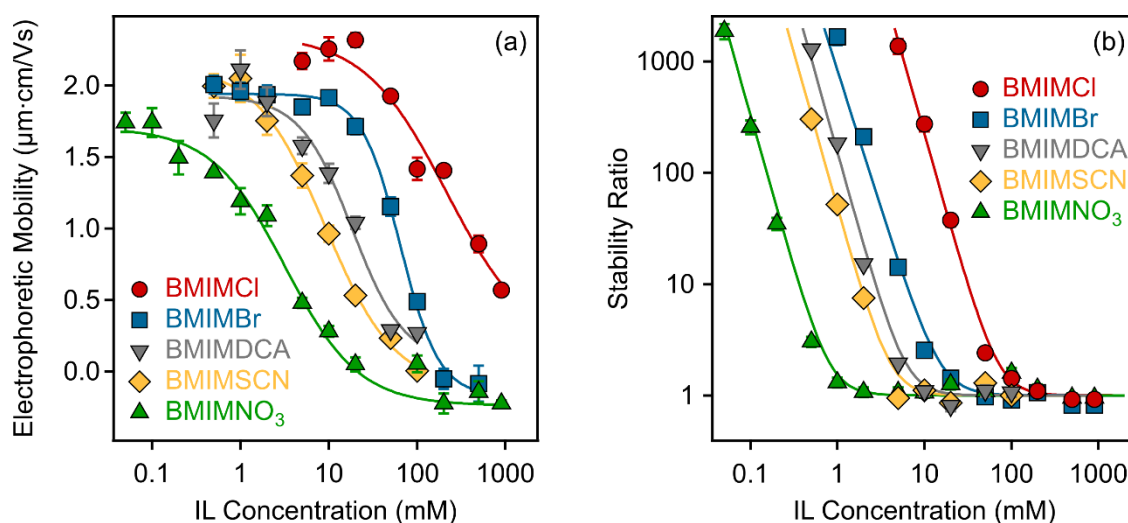 (a)
Electrophoretic Mobility (µm·cm/Vs)
2.0
1.5
1.0
0.5
0.0
BMIMCl
BMIMBr
BMIMDCA
BMIMSCN
BMIMNO₃
0.1 1 10 100 1000
IL Concentration (mM)
(b)
Stability Ratio
1000
100
10
1
BMIMCl
BMIMBr
BMIMDCA
BMIMSCN
BMIMNO₃
0.1 1 10 100 1000
IL Concentration (mM)